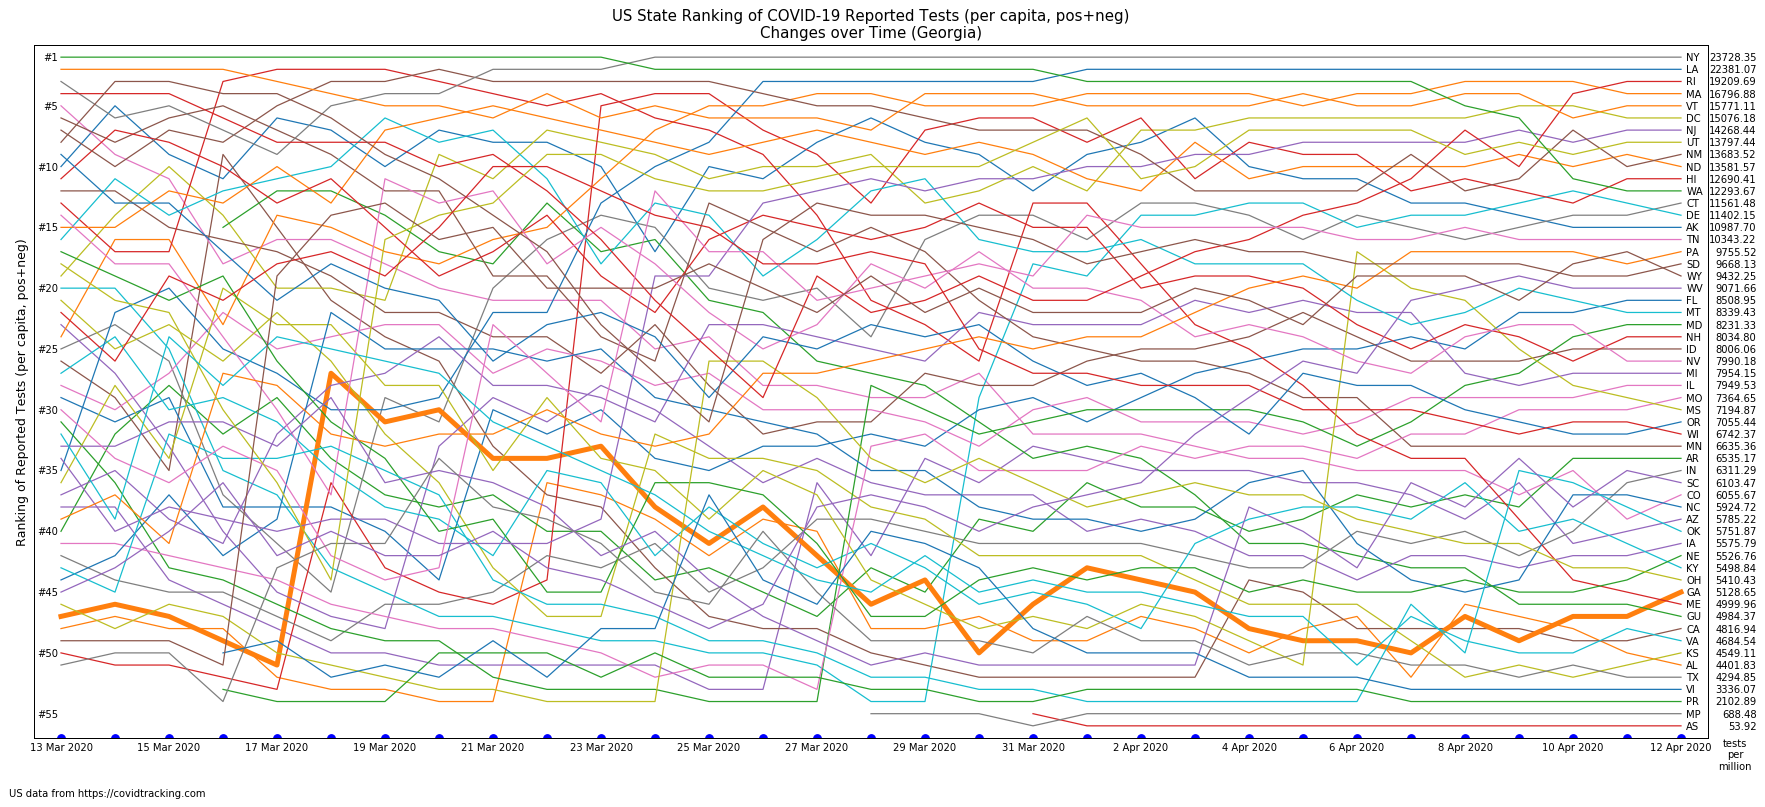 US State Ranking of COVID-19 Reported Tests (per capita, pos+neg)
Changes over Time (Georgia)
Ranking of Reported Tests (per capita, pos+neg)
#1
#5
#10
#15
#20
#25
#30
#35
#40
#45
#50
#55
NY 23728.35
LA 22381.07
RI 19209.69
MA 16796.88
VT 15771.11
DC 15076.18
NJ 14268.44
UT 13797.44
NM 13683.52
ND 13581.57
HI 12690.41
WA 12293.67
CT 11561.48
DE 11402.15
AK 10987.70
TN 10343.22
PA 9755.52
SD 9668.13
WY 9432.25
WV 9071.66
FL 8508.95
MT 8339.43
MD 8231.33
NH 8034.80
ID 8006.06
NV 7990.18
MI 7954.15
IL 7949.53
MO 7364.65
MS 7194.87
OR 7055.44
WI 6742.37
MN 6635.36
AR 6535.17
IN 6311.29
SC 6103.47
CO 6055.67
NC 5924.72
AZ 5785.22
OK 5751.87
IA 5575.79
NE 5526.76
KY 5498.84
OH 5410.43
GA 5128.65
ME 4999.96
GU 4984.37
CA 4816.94
VA 4684.54
KS 4549.11
AL 4401.83
TX 4294.85
VI 3336.07
PR 2102.89
MP 688.48
AS 53.92
13 Mar 2020 15 Mar 2020 17 Mar 2020 19 Mar 2020 21 Mar 2020 23 Mar 2020 25 Mar 2020 27 Mar 2020 29 Mar 2020 31 Mar 2020 2 Apr 2020 4 Apr 2020 6 Apr 2020 8 Apr 2020 10 Apr 2020 12 Apr 2020
tests
per
million
US data from https://covidtracking.com